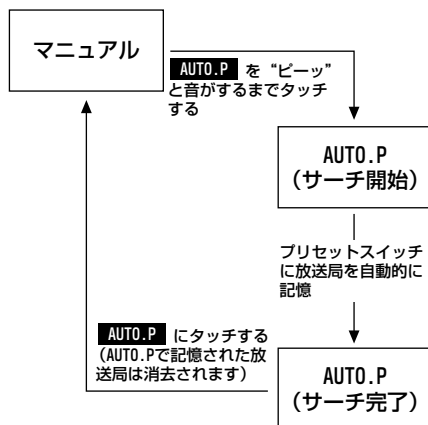 マニュアル
AUTO.P を “ピーッ”
と音がするまでタッチ
する
AUTO.P
(サーチ開始)
プリセットスイッチ
に放送局を自動的に
記憶
AUTO.P にタッチする
(AUTO.Pで記憶された放
送局は消去されます)
AUTO.P
(サーチ完了)